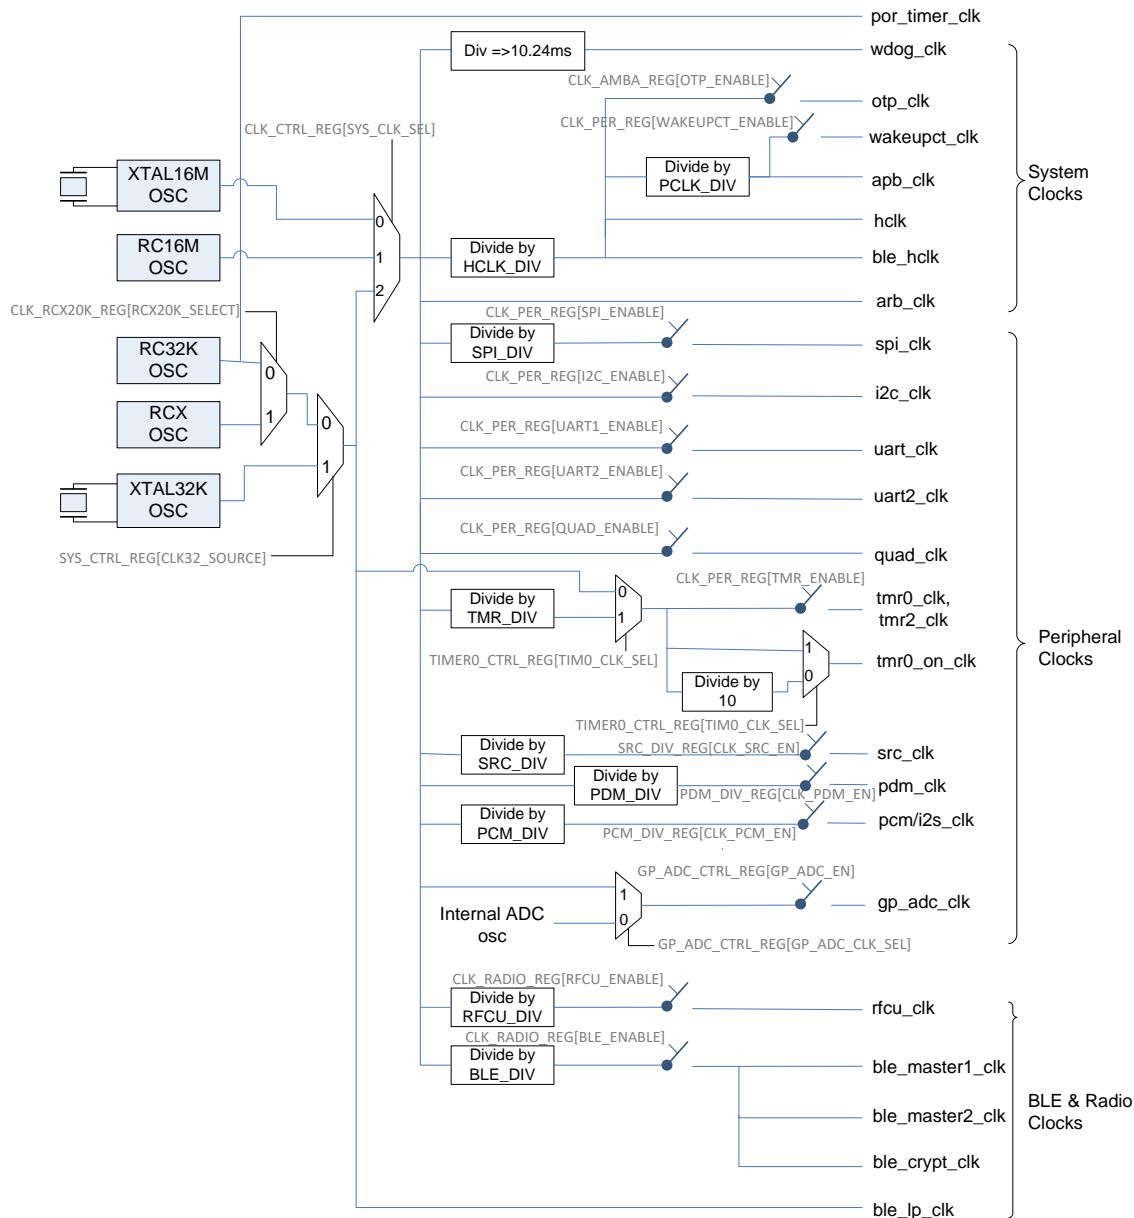 por_timer_clk
Div =>10.24ms
wdog_clk
CLK_AMBA_REG[OTP_ENABLE]
otp_clk
CLK_PER_REG[WAKEUPCT_ENABLE]
CLK_CTRL_REG[SYS_CLK_SEL]
wakeupct_clk
XTAL16M
OSC
Divide by
PCLK_DIV
apb_clk
System
Clocks
0
hclk
RC16M
OSC
1
Divide by
HCLK_DIV
ble_hclk
2
CLK_RCX20K_REG[RCX20K_SELECT]
arb_clk
CLK_PER_REG[SPI_ENABLE]
RC32K
OSC
Divide by
SPI_DIV
spi_clk
0
CLK_PER_REG[I2C_ENABLE]
i2c_clk
RCX
OSC
1
0
CLK_PER_REG[UART1_ENABLE]
uart_clk
1
CLK_PER_REG[UART2_ENABLE]
XTAL32K
OSC
uart2_clk
CLK_PER_REG[QUAD_ENABLE]
SYS_CTRL_REG[CLK32_SOURCE]
quad_clk
CLK_PER_REG[TMR_ENABLE]
0
Divide by
TMR_DIV
1
tmr0_clk,
tmr2_clk
Peripheral
Clocks
TIMER0_CTRL_REG[TIM0_CLK_SEL]
1
tmr0_on_clk
0
Divide by
10
TIMER0_CTRL_REG[TIM0_CLK_SEL]
Divide by
SRC_DIV
SRC_DIV_REG[CLK_SRC_EN]
src_clk
Divide by
PDM_DIV
PDM_DIV_REG[CLK_PDM_EN]
pdm_clk
Divide by
PCM_DIV
PCM_DIV_REG[CLK_PCM_EN]
pcm/i2s_clk
GP_ADC_CTRL_REG[GP_ADC_EN]
1
Internal ADC
osc
0
gp_adc_clk
GP_ADC_CTRL_REG[GP_ADC_CLK_SEL]
CLK_RADIO_REG[RFCU_ENABLE]
Divide by
RFCU_DIV
rfcu_clk
CLK_RADIO_REG[BLE_ENABLE]
Divide by
BLE_DIV
ble_master1_clk
ble_master2_clk
BLE & Radio
Clocks
ble_crypt_clk
ble_lp_clk